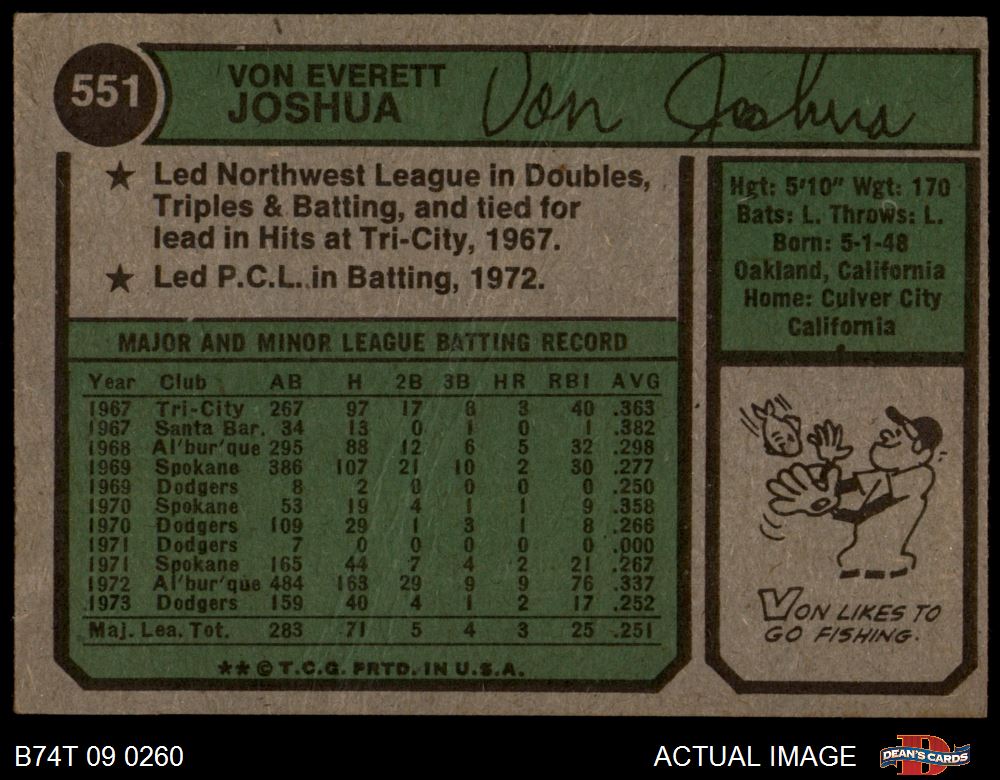 551
VON EVERETT
JOSHUA
Von Joshua
★ Led Northwest League in Doubles,
Triples & Batting, and tied for
lead in Hits at Tri-City, 1967.
★ Led P.C.L. in Batting, 1972.
Hgt: 5'10" Wgt: 170
Bats: L. Throws: L.
Born: 5-1-48
Oakland, California
Home: Culver City
California
MAJOR AND MINOR LEAGUE BATTING RECORD
Year Club AB H 2B 3B HR RBI AVG
1967 Tri-City 267 97 17 8 3 40 .363
1967 Santa Bar. 34 13 0 1 0 1 .382
1968 Al'bur'que 295 88 12 6 5 32 .298
1969 Spokane 386 107 21 10 2 30 .277
1969 Dodgers 8 2 0 0 0 0 .250
1970 Spokane 53 19 4 1 1 9 .358
1970 Dodgers 109 29 1 3 1 8 .266
1971 Dodgers 7 0 0 0 0 0 .000
1971 Spokane 165 44 7 4 2 21 .267
1972 Al'bur'que 484 163 29 9 9 76 .337
1973 Dodgers 159 40 4 1 2 17 .252
Maj. Lea. Tot. 283 71 5 4 3 25 .251
VON LIKES TO
GO FISHING.
** © T.C.G. PRTD. IN U.S.A.
B74T 09 0260
ACTUAL IMAGE
DEAN'S CARDS